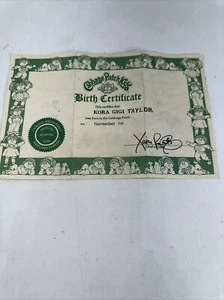 Cabbage Patch Kids
Birth Certificate
This certifies that
KORA GIGI TAYLOR
was born in the Cabbage Patch
on November 1st